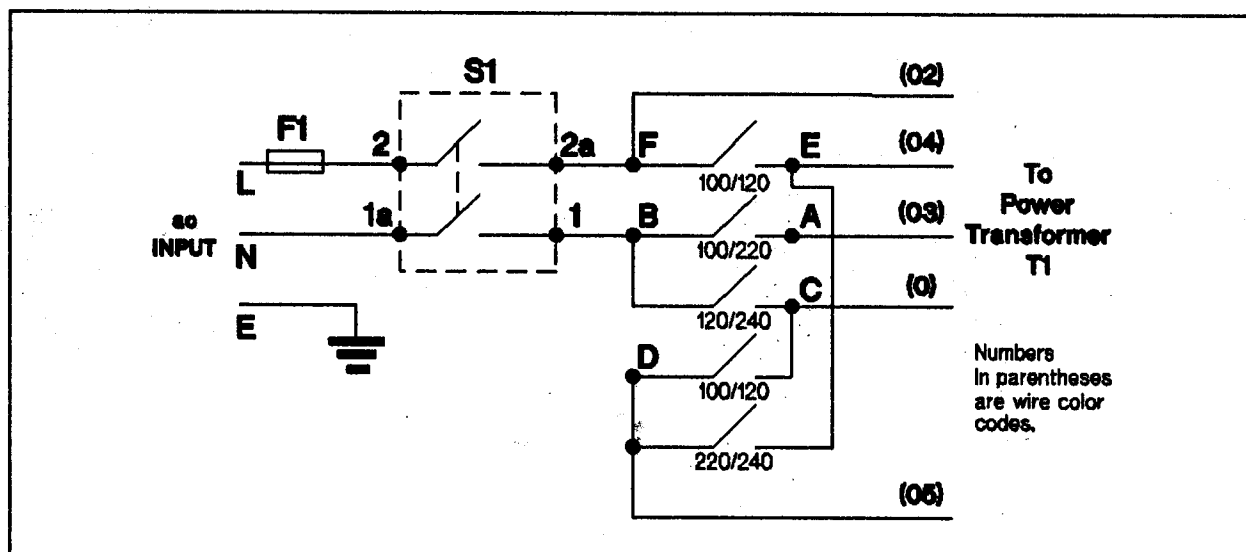 S1
(02)
F1
2
2a
F
E
(04)
L
100/120
To
Power
Transformer
T1
1a
1
B
A
(03)
ac
INPUT
N
100/220
C
(0)
E
120/240
D
Numbers
in parentheses
are wire color
codes.
100/120
220/240
(05)